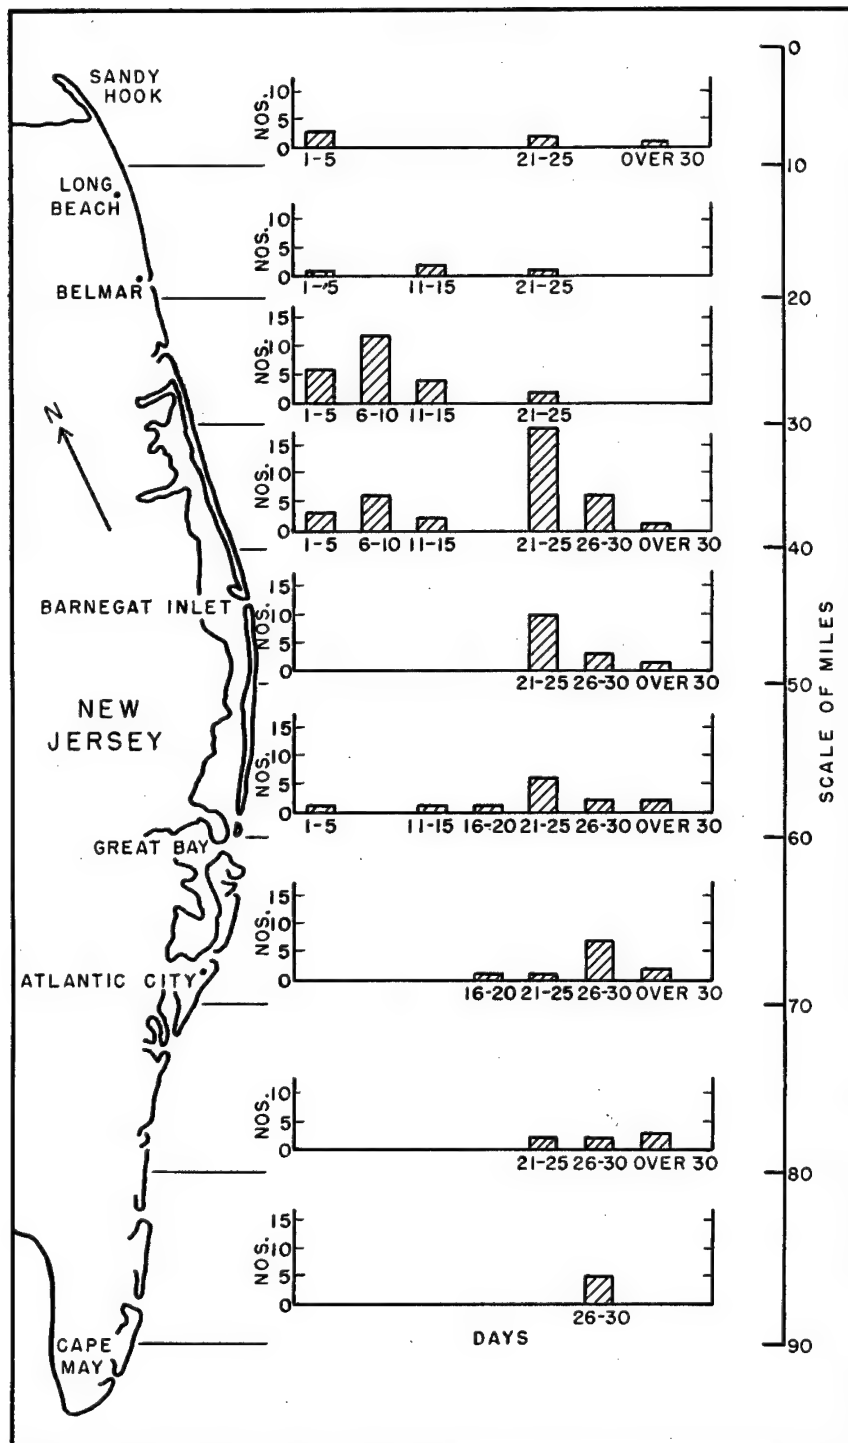 SANDY
HOOK
LONG
BEACH
BELMAR
N
BARNEGAT INLET
NEW
JERSEY
GREAT BAY
ATLANTIC CITY
CAPE
MAY
NOS.
10
5
0
1-5 21-25 OVER 30
NOS.
10
5
0
1-5 11-15 21-25
NOS.
15
10
5
0
1-5 6-10 11-15 21-25
NOS.
15
10
5
0
1-5 6-10 11-15 21-25 26-30 OVER 30
NOS.
15
10
5
0
21-25 26-30 OVER 30
NOS.
15
10
5
0
1-5 11-15 16-20 21-25 26-30 OVER 30
NOS.
15
10
5
0
16-20 21-25 26-30 OVER 30
NOS.
10
5
0
21-25 26-30 OVER 30
NOS.
15
10
5
0
26-30
DAYS
0
10
20
30
40
50
60
70
80
90
SCALE OF MILES